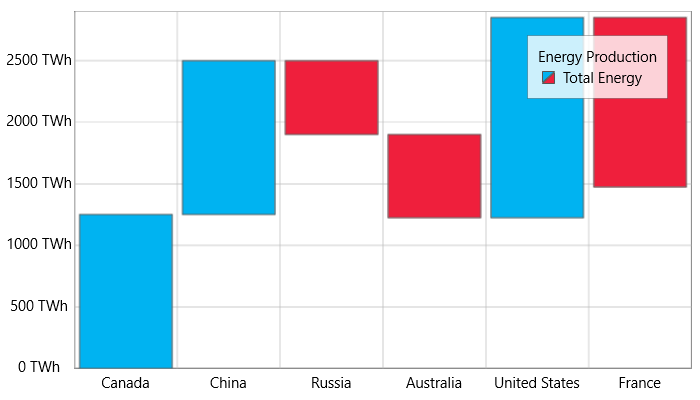 2500 TWh
2000 TWh
1500 TWh
1000 TWh
500 TWh
0 TWh
Energy Production
Total Energy
Canada China Russia Australia United States France